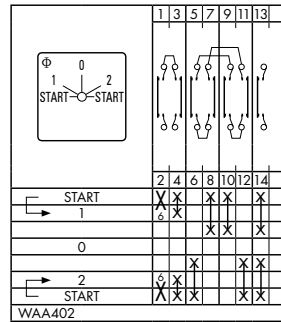 1 3 5 7 9 11 13
Φ 0
1 2
START START
2 4 6 8 10 12 14
START X X X X X
1 6 X
X X X
0
X X X
2 6 X
START X X X X X
WAA402